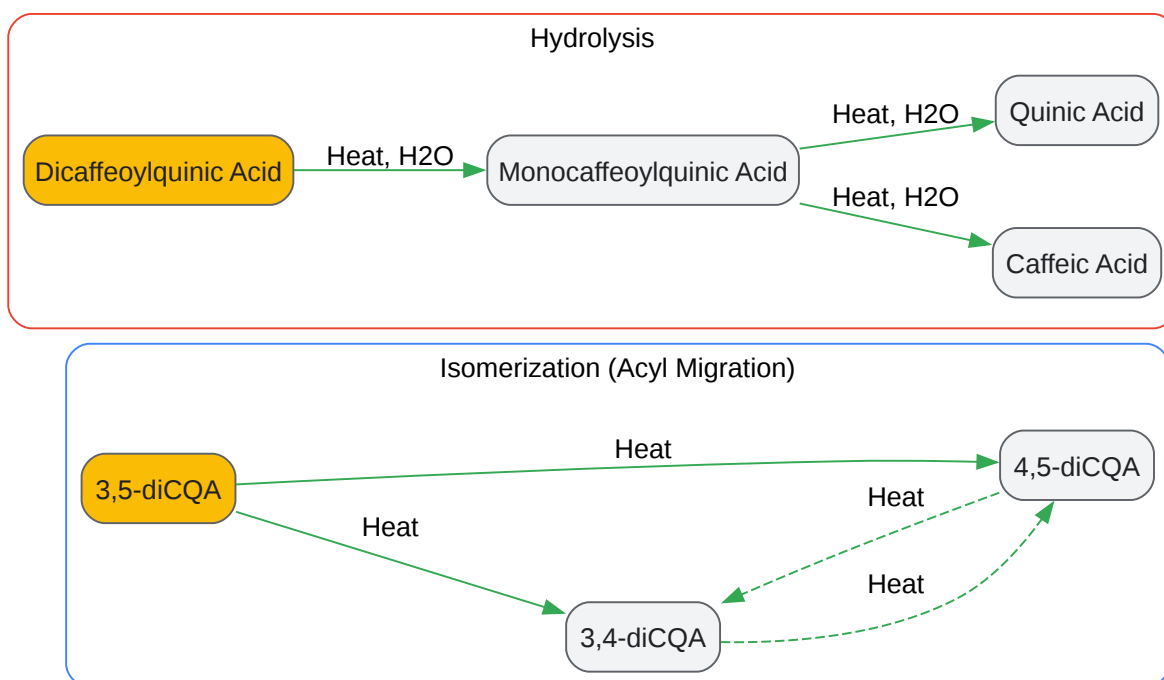 Hydrolysis
Quinic Acid
Heat, H2O
Dicaffeoylquinic Acid
Heat, H2O
Monocaffeoylquinic Acid
Heat, H2O
Caffeic Acid
Isomerization (Acyl Migration)
Heat
4,5-diCQA
3,5-diCQA
Heat
Heat
Heat
3,4-diCQA